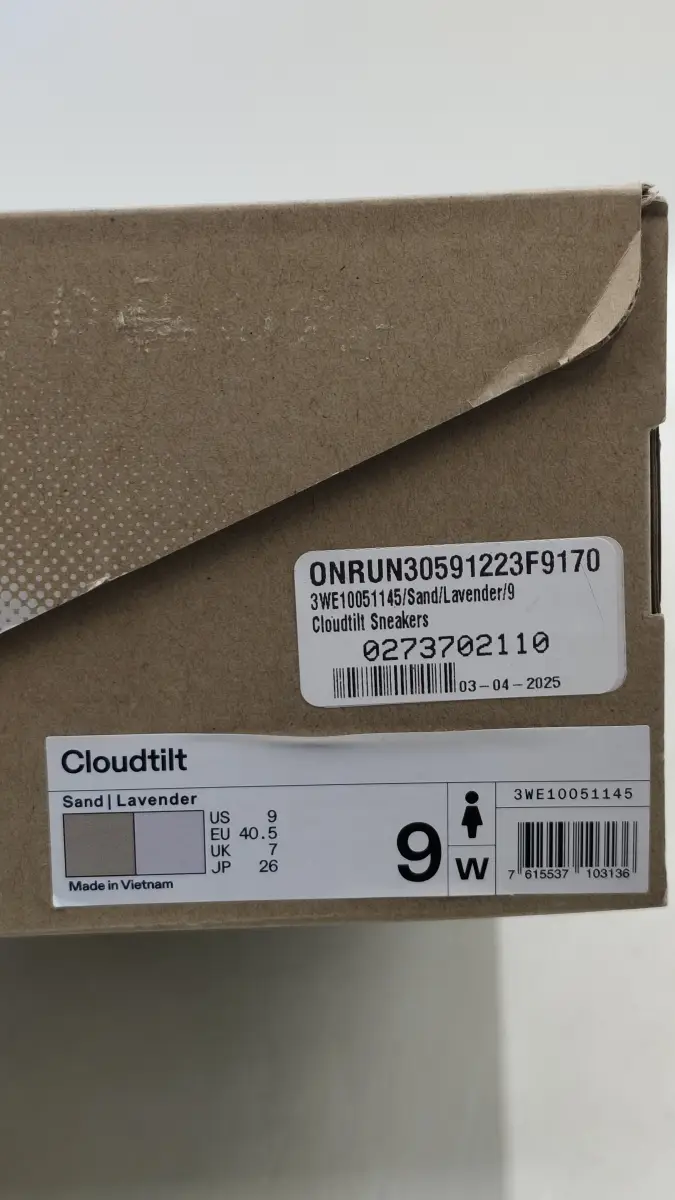 ONRUN30591223F9170
3WE10051145/Sand/Lavender/9
Cloudtilt Sneakers
0273702110
03-04-2025
Cloudtilt
Sand | Lavender
US 9
EU 40.5
UK 7
JP 26
Made in Vietnam
9
W
3WE10051145
7 615537 103136